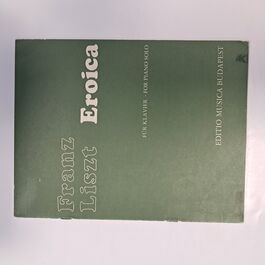 Franz
Liszt
Eroica
FÜR KLAVIER - FOR PIANO SOLO
EDITIO MUSICA BUDAPEST